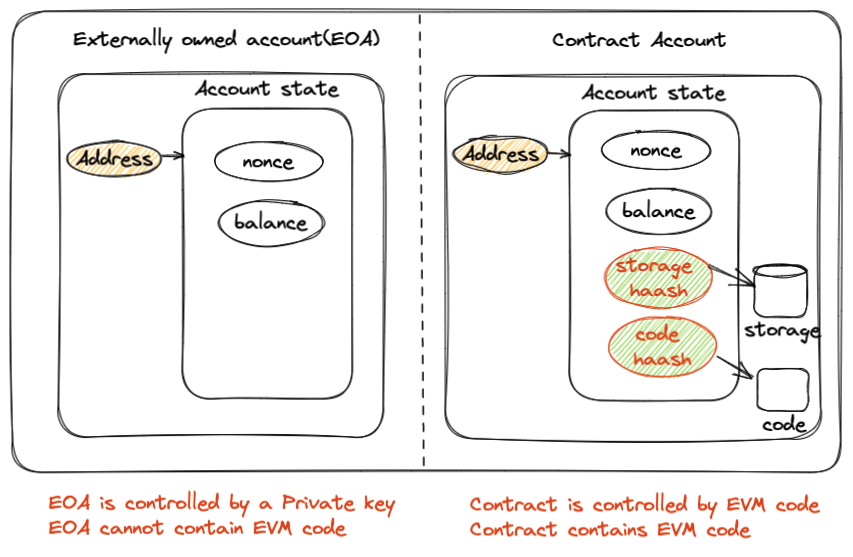 Externally owned account(EOA)
Account state
Address
nonce
balance
EOA is controlled by a Private key
EOA cannot contain EVM code
Contract Account
Account state
Address
nonce
balance
storage
haash
code
haash
storage
code
Contract is controlled by EVM code
Contract contains EVM code